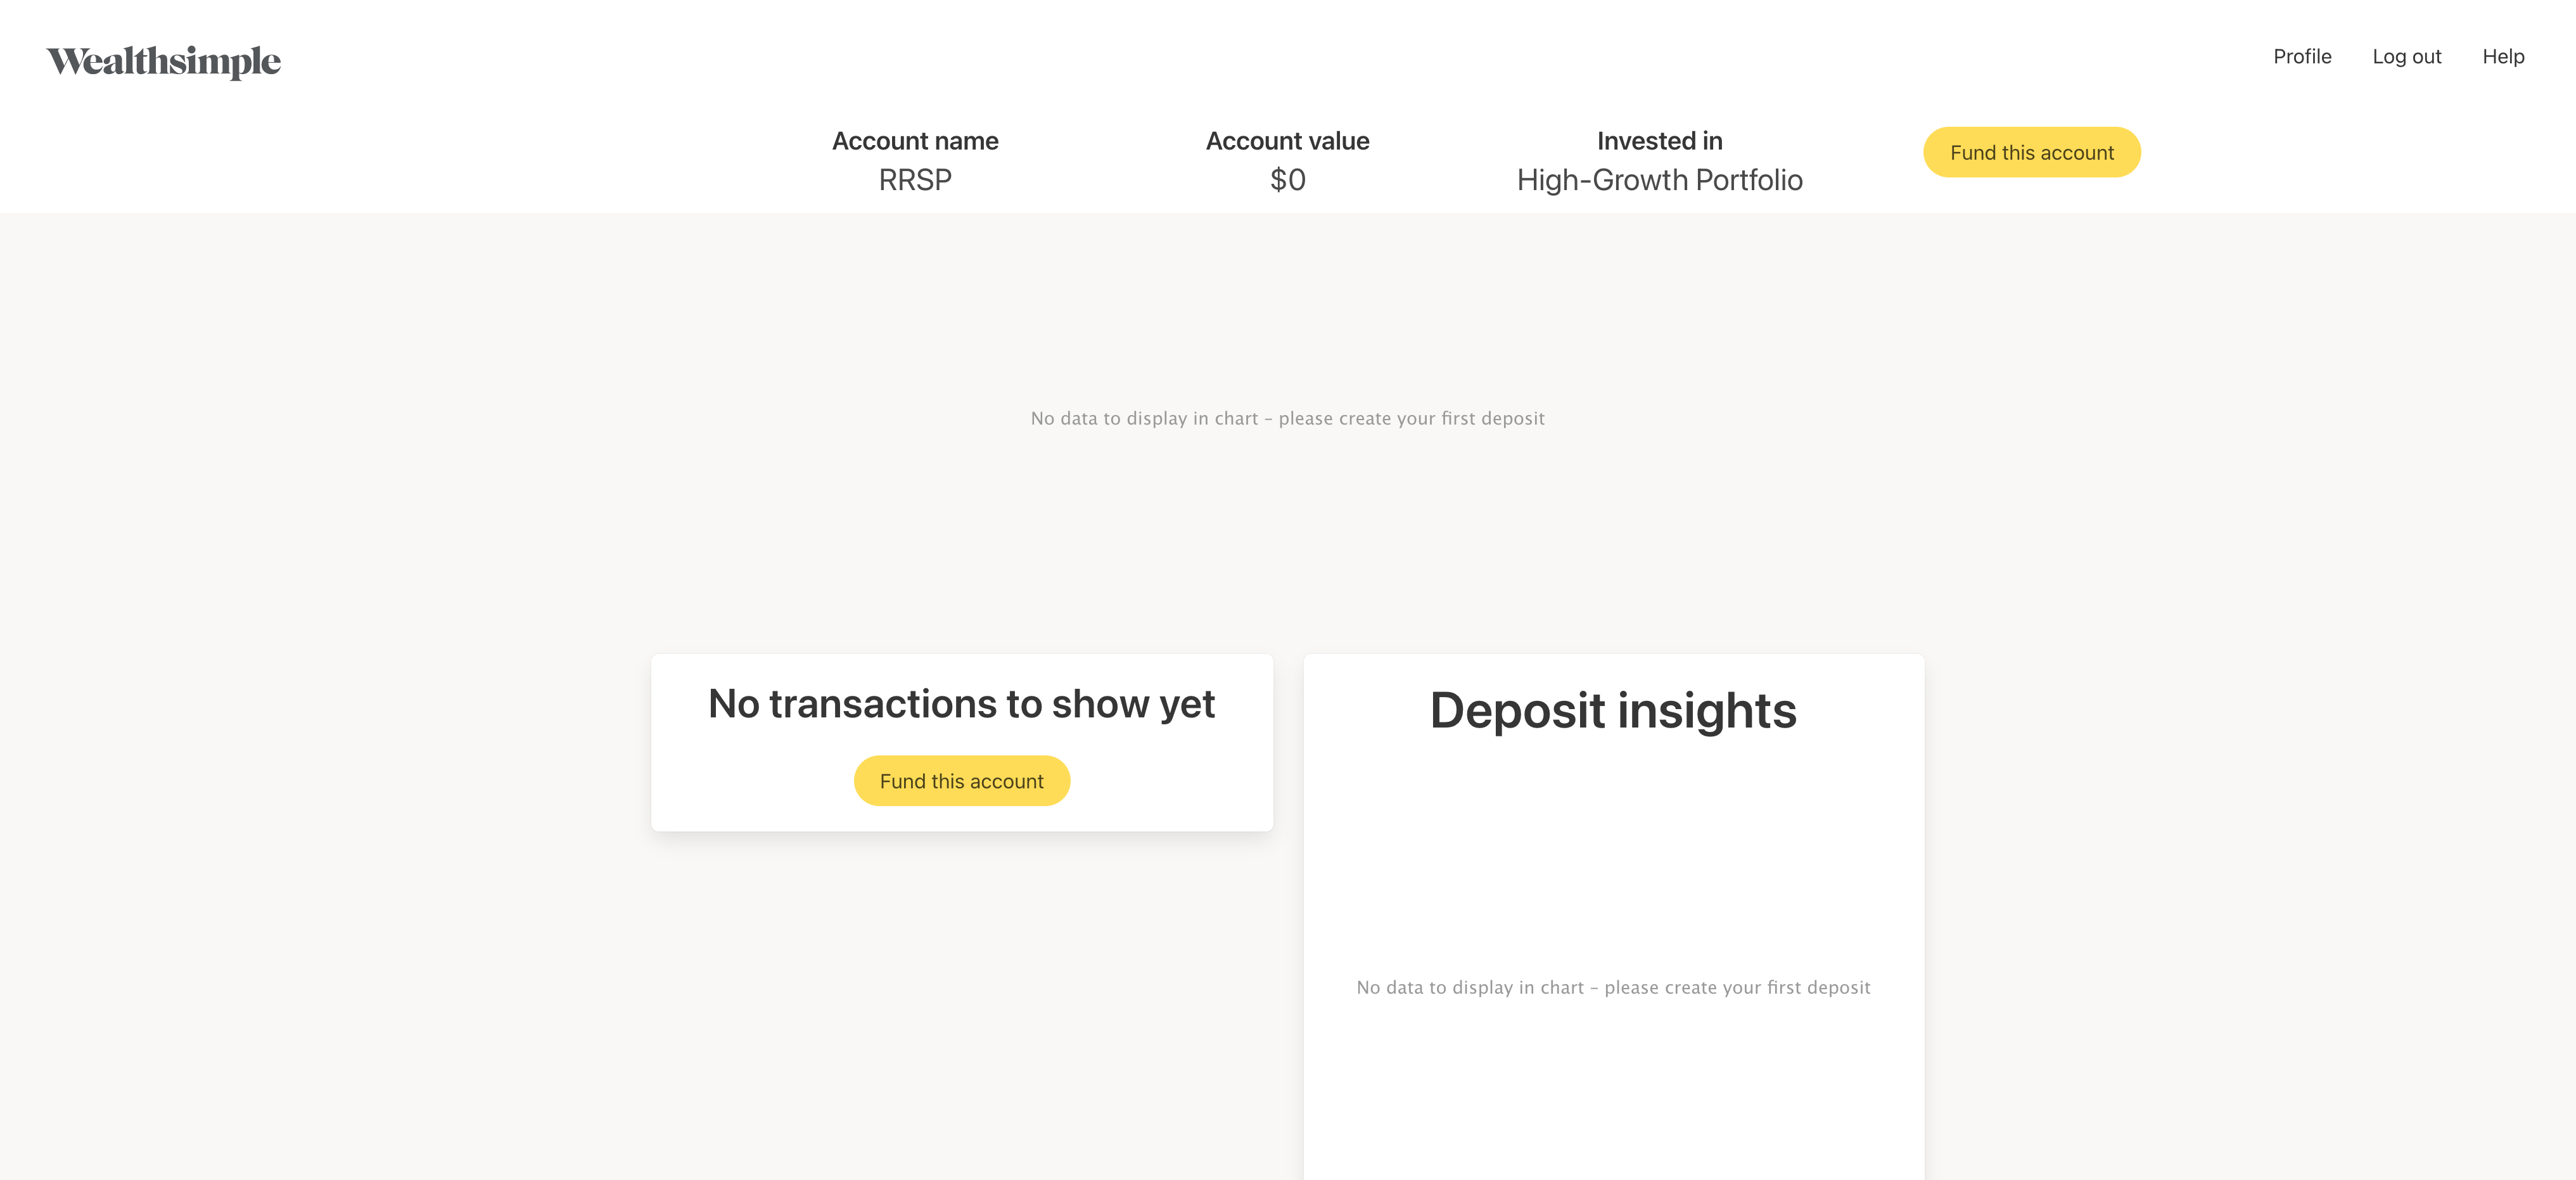 Wealthsimple
Profile
Log out
Help
Account name
RRSP
Account value
$0
Invested in
High-Growth Portfolio
Fund this account
No data to display in chart – please create your first deposit
No transactions to show yet
Fund this account
Deposit insights
No data to display in chart – please create your first deposit